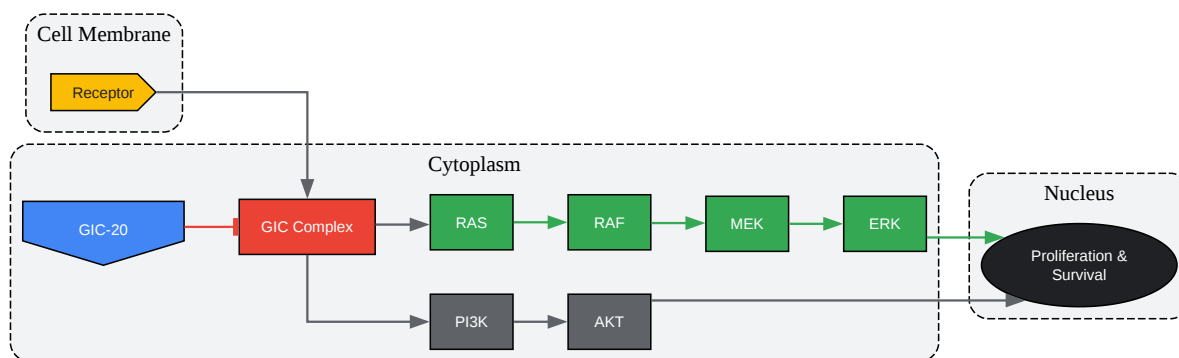 Cell Membrane
Receptor
Cytoplasm
GIC-20
GIC Complex
RAS
RAF
MEK
ERK
PI3K
AKT
Nucleus
Proliferation &
Survival